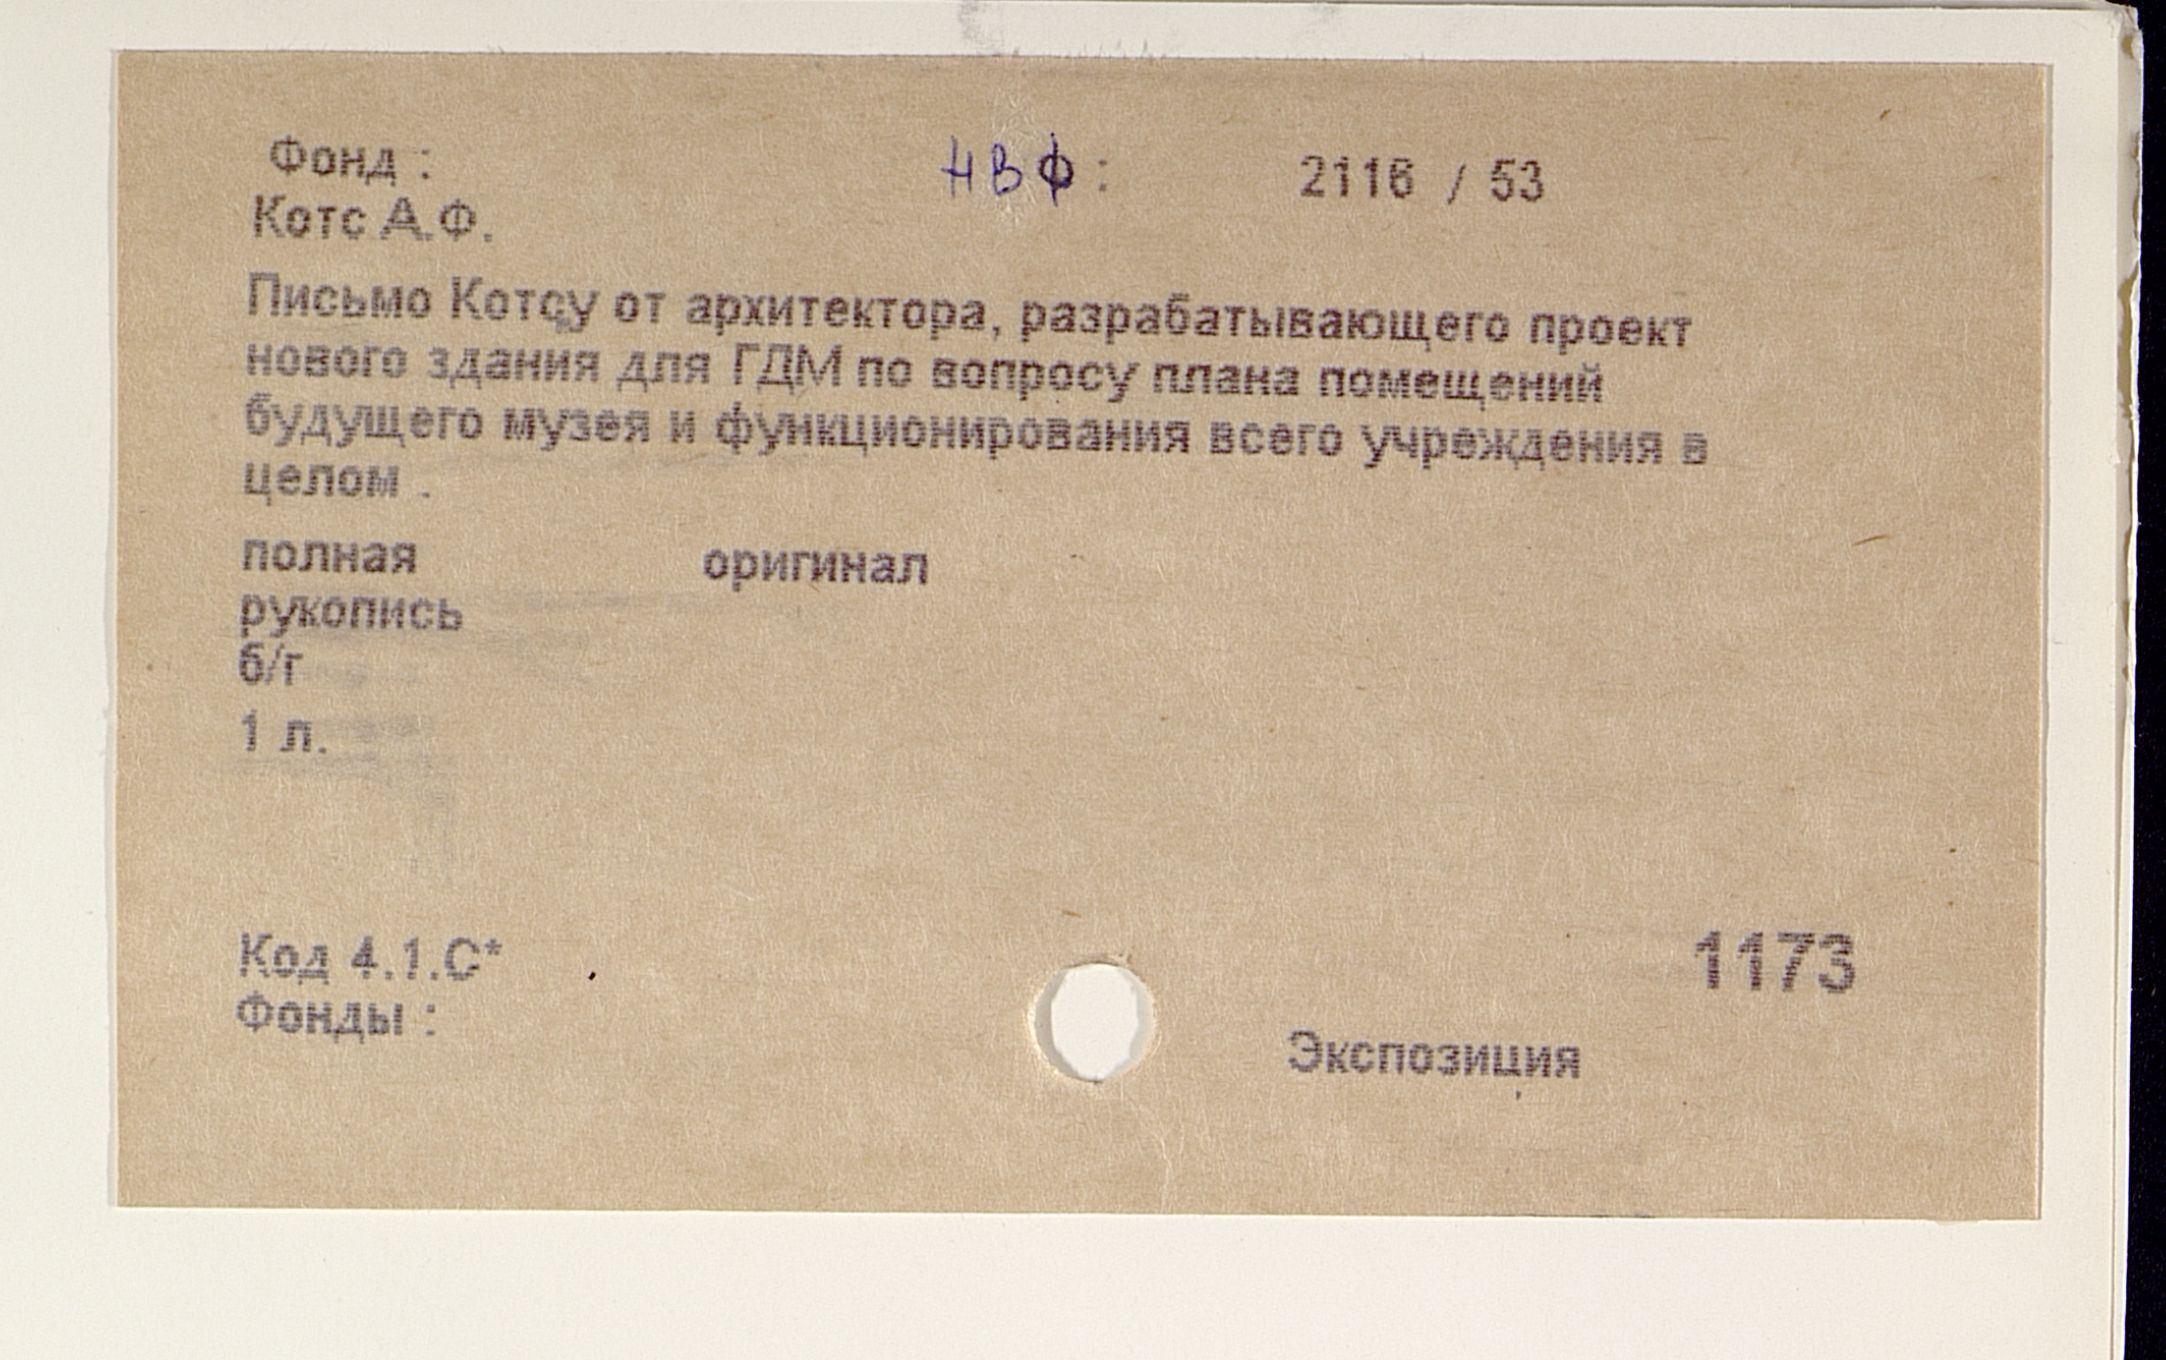 Фонд : НВФ: 2116 / 53
Котс А.Ф.
Письмо Котсу от архитектора, разрабатывающего проект
нового здания для ГДМ по вопросу плана помещений
будущего музея и функционирования всего учреждения в
целом .
полная оригинал
рукопись
б/г
1 л.
Код 4.1.С* 1173
Фонды :
Экспозиция